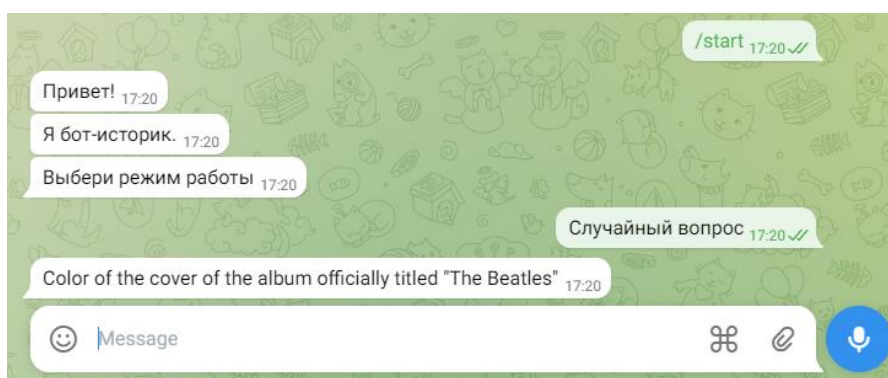 /start 17:20
Привет! 17:20
Я бот-историк. 17:20
Выбери режим работы 17:20
Случайный вопрос 17:20
Color of the cover of the album officially titled "The Beatles" 17:20
Message